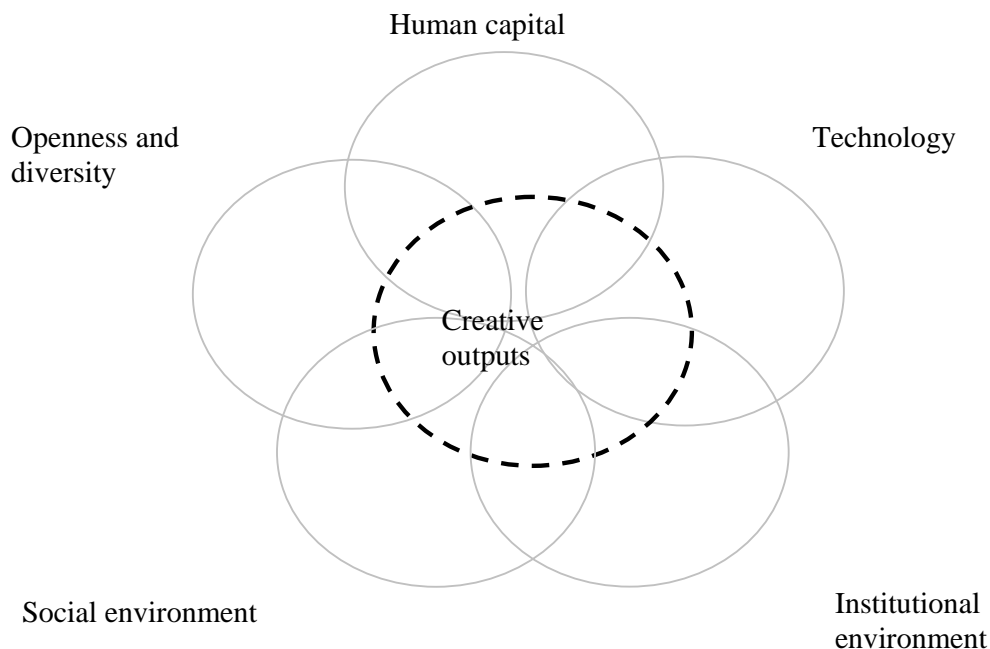 Human capital
Openness and
diversity
Technology
Creative
outputs
Social environment
Institutional
environment